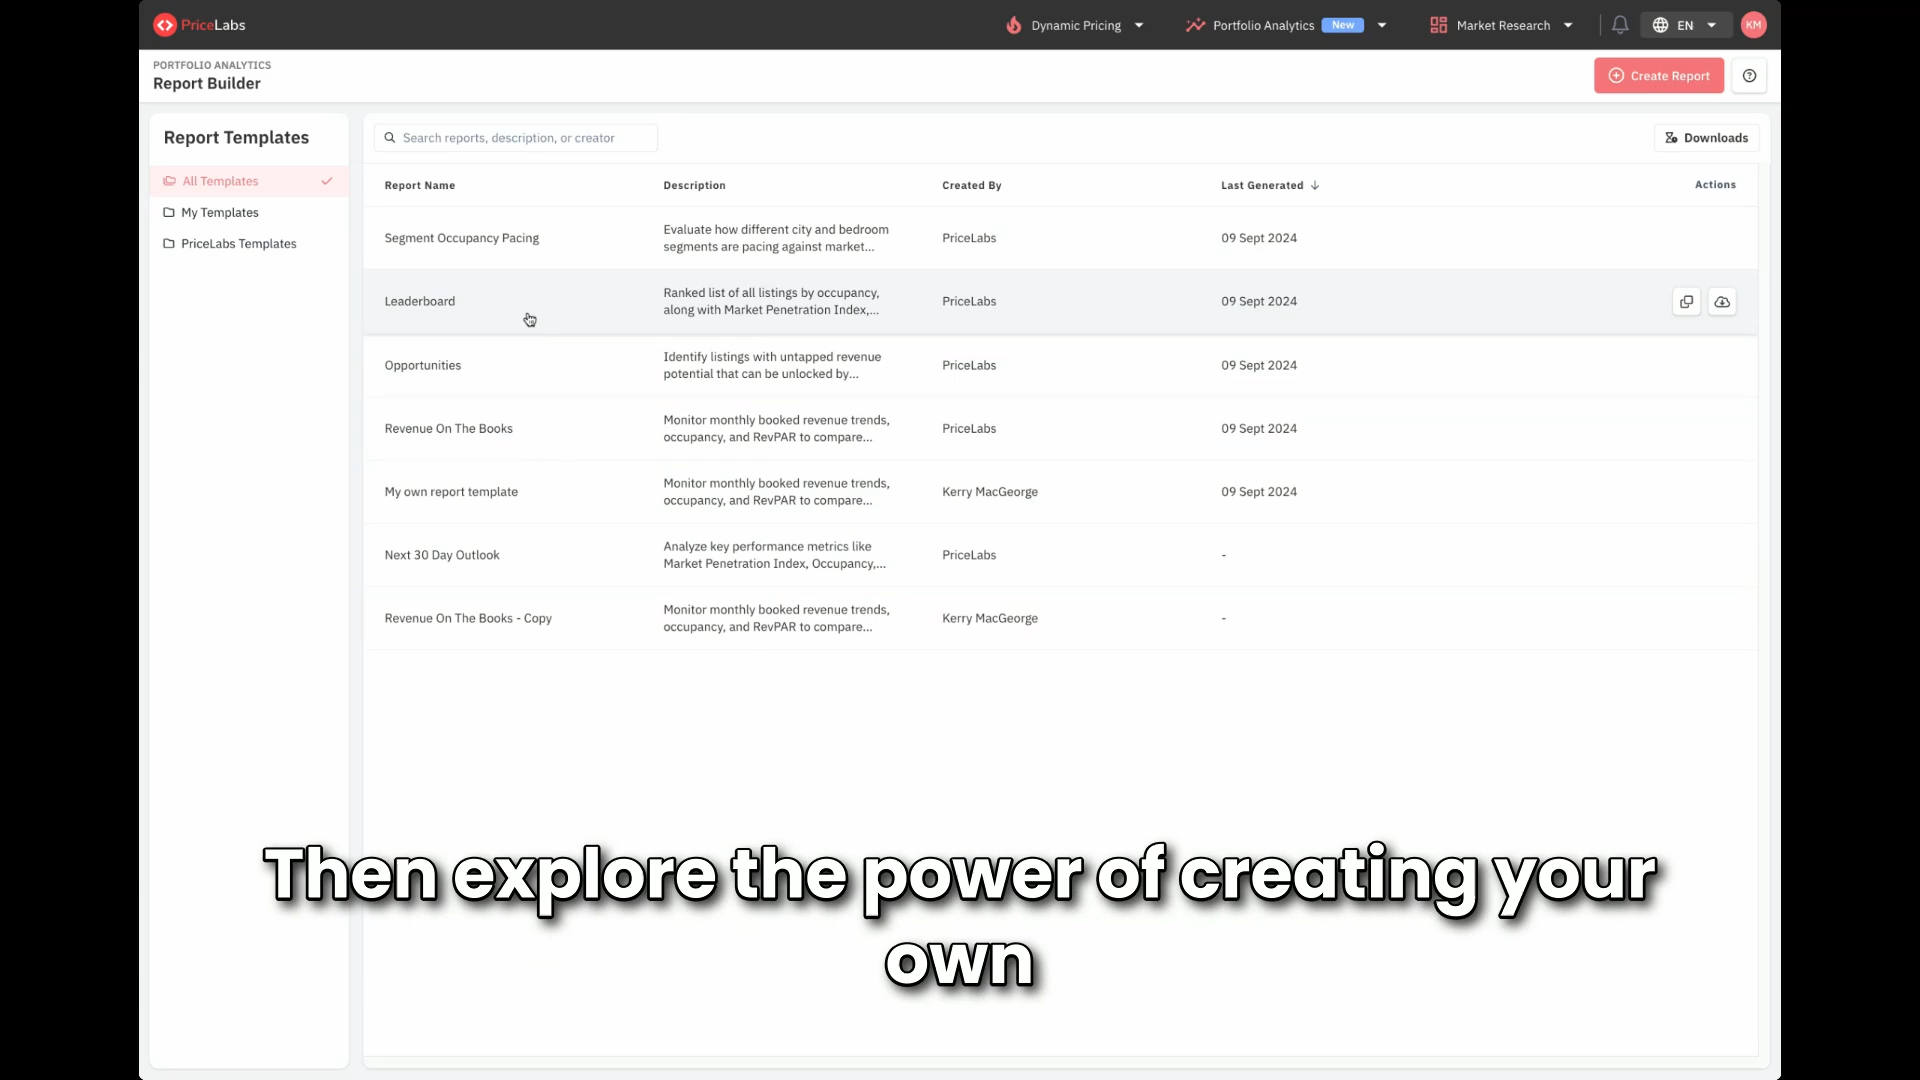 PriceLabs
Dynamic Pricing
Portfolio Analytics New
Market Research
EN
KM
PORTFOLIO ANALYTICS
Report Builder
Create Report
Report Templates
All Templates
My Templates
PriceLabs Templates
Search reports, description, or creator
Downloads
Report Name Description Created By Last Generated Actions
Segment Occupancy Pacing
Evaluate how different city and bedroom
segments are pacing against market...
PriceLabs
09 Sept 2024
Leaderboard
Ranked list of all listings by occupancy,
along with Market Penetration Index,...
PriceLabs
09 Sept 2024
Opportunities
Identify listings with untapped revenue
potential that can be unlocked by...
PriceLabs
09 Sept 2024
Revenue On The Books
Monitor monthly booked revenue trends,
occupancy, and RevPAR to compare...
PriceLabs
09 Sept 2024
My own report template
Monitor monthly booked revenue trends,
occupancy, and RevPAR to compare...
Kerry MacGeorge
09 Sept 2024
Next 30 Day Outlook
Analyze key performance metrics like
Market Penetration Index, Occupancy,...
PriceLabs
-
Revenue On The Books - Copy
Monitor monthly booked revenue trends,
occupancy, and RevPAR to compare...
Kerry MacGeorge
-
Then explore the power of creating your
own